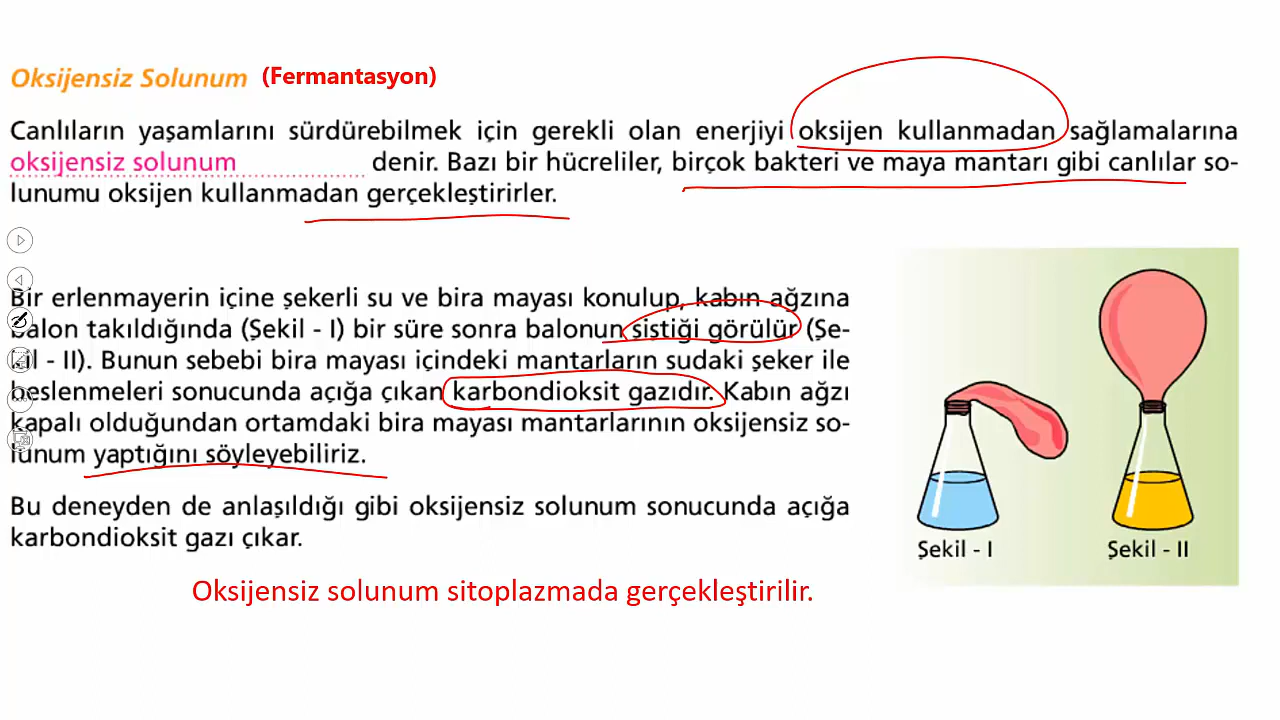 Oksijensiz Solunum (Fermantasyon)
Canlıların yaşamlarını sürdürebilmek için gerekli olan enerjiyi oksijen kullanmadan sağlamalarına
oksijensiz solunum denir. Bazı bir hücreliler, birçok bakteri ve maya mantarı gibi canlılar so-
lunumu oksijen kullanmadan gerçekleştirirler.
Bir erlenmayerin içine şekerli su ve bira mayası konulup, kabın ağzına
balon takıldığında (Şekil - I) bir süre sonra balonun şiştiği görülür (Şe-
kil - II). Bunun sebebi bira mayası içindeki mantarların sudaki şeker ile
beslenmeleri sonucunda açığa çıkan karbondioksit gazıdır. Kabın ağzı
kapalı olduğundan ortamdaki bira mayası mantarlarının oksijensiz so-
lunum yaptığını söyleyebiliriz.
Bu deneyden de anlaşıldığı gibi oksijensiz solunum sonucunda açığa
karbondioksit gazı çıkar.
Şekil - I
Şekil - II
Oksijensiz solunum sitoplazmada gerçekleştirilir.